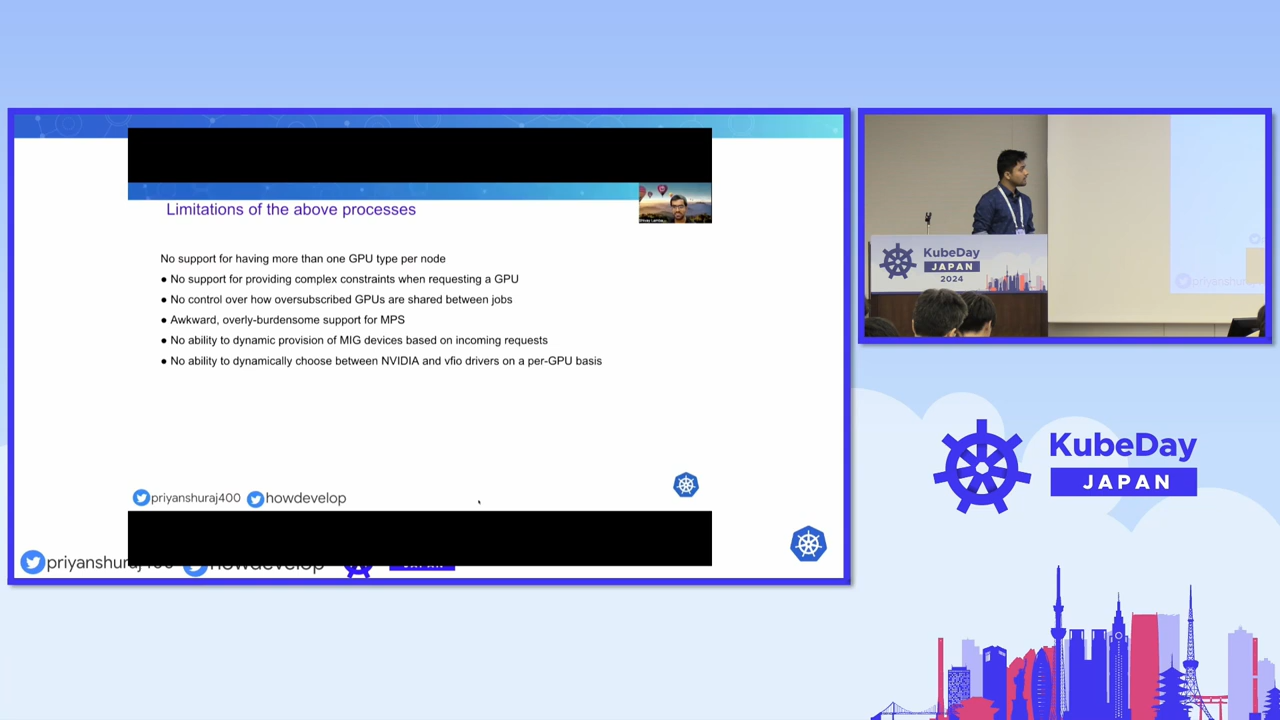 Limitations of the above processes
No support for having more than one GPU type per node
● No support for providing complex constraints when requesting a GPU
● No control over how oversubscribed GPUs are shared between jobs
● Awkward, overly-burdensome support for MPS
● No ability to dynamic provision of MIG devices based on incoming requests
● No ability to dynamically choose between NVIDIA and vfio drivers on a per-GPU basis
priyanshuraj400 howdevelop
priyanshuraj400 howdevelop
KubeDay
JAPAN
2024
priyanshuraj
KubeDay
JAPAN